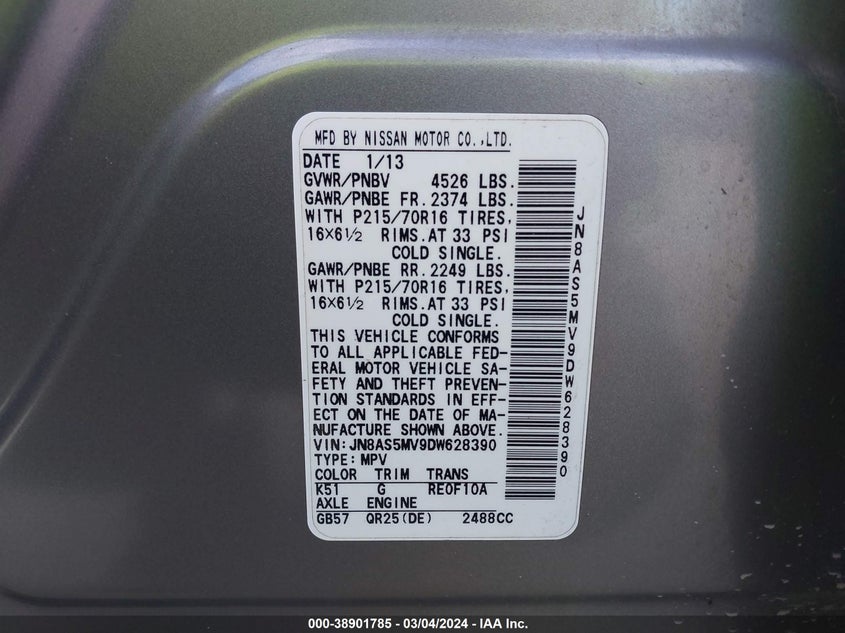 MFD BY NISSAN MOTOR CO.,LTD.
DATE 1/13
GVWR/PNBV 4526 LBS.
GAWR/PNBE FR. 2374 LBS.
WITH P215/70R16 TIRES,
16×6½ RIMS. AT 33 PSI
COLD SINGLE.
GAWR/PNBE RR. 2249 LBS.
WITH P215/70R16 TIRES,
16×6½ RIMS. AT 33 PSI
COLD SINGLE.
THIS VEHICLE CONFORMS
TO ALL APPLICABLE FED-
ERAL MOTOR VEHICLE SA-
FETY AND THEFT PREVEN-
TION STANDARDS IN EFF-
ECT ON THE DATE OF MA-
NUFACTURE SHOWN ABOVE.
VIN:JN8AS5MV9DW628390
TYPE:MPV
COLOR TRIM TRANS
K51 G RE0F10A
AXLE ENGINE
GB57 QR25(DE) 2488CC
JN8AS5MV9DW628390
000-38901785 - 03/04/2024 - IAA Inc.